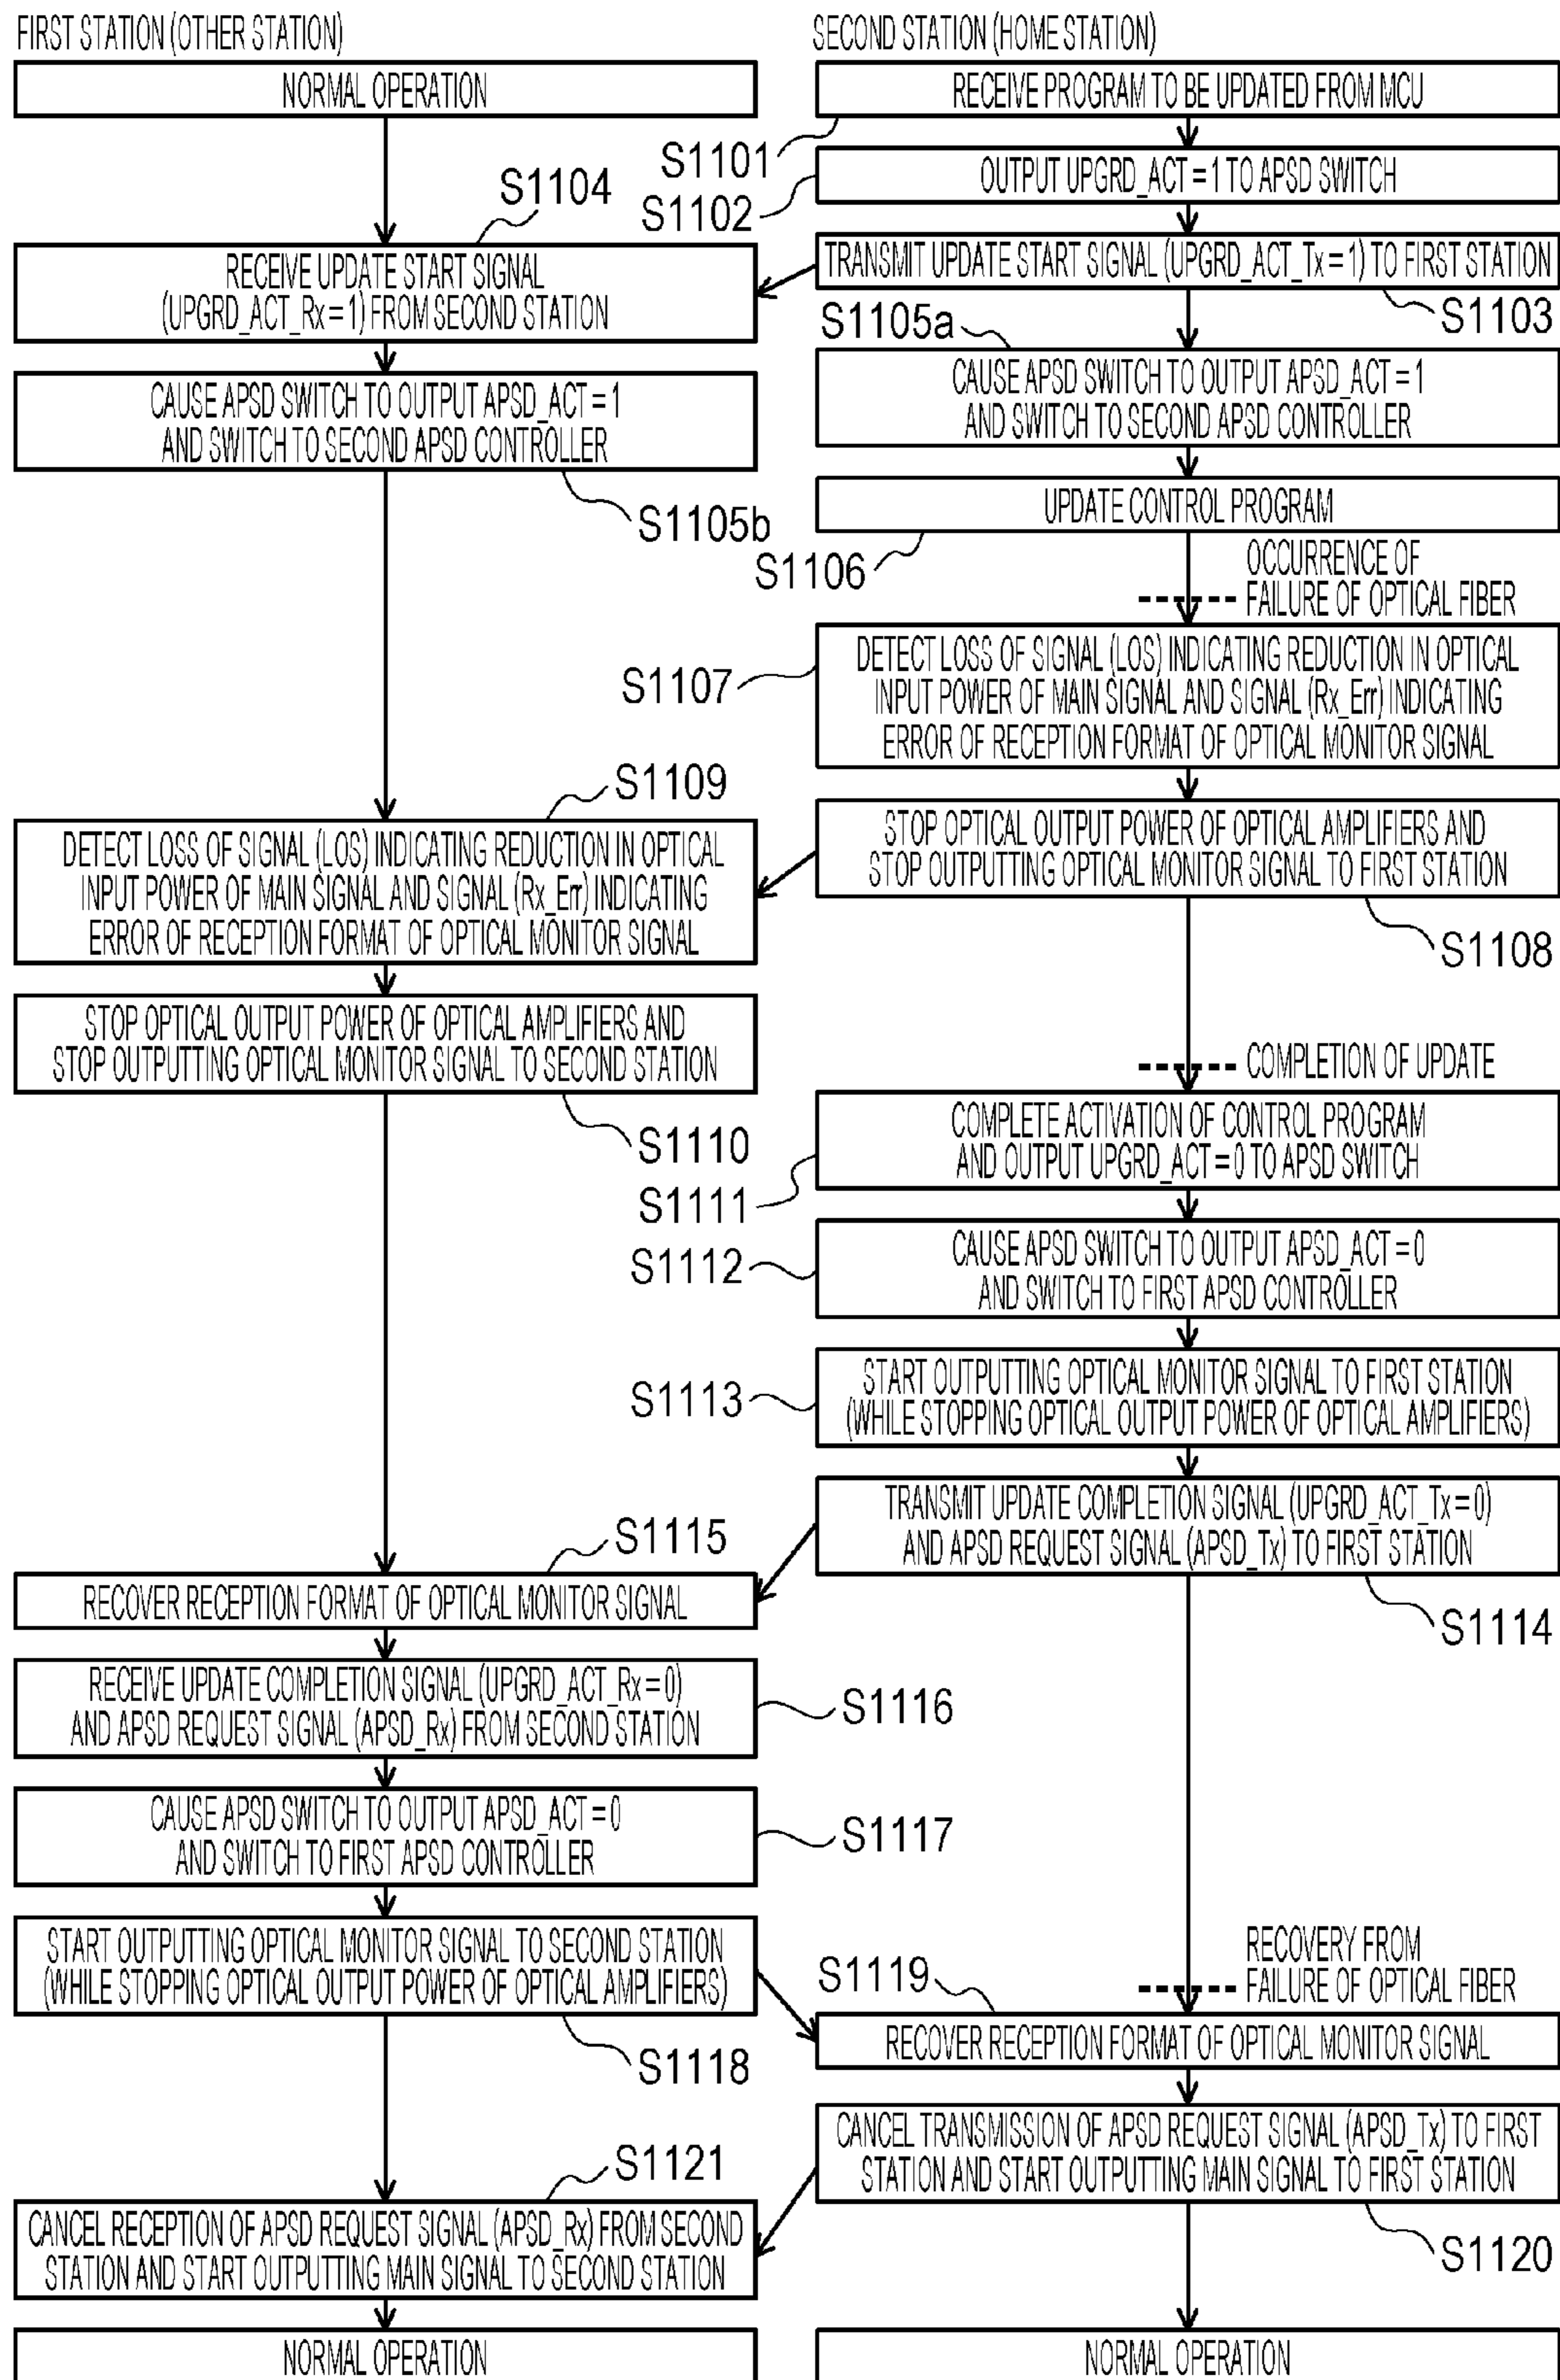 FIRST STATION (OTHER STATION)
SECOND STATION (HOME STATION)
NORMAL OPERATION
RECEIVE PROGRAM TO BE UPDATED FROM MCU
S1101
OUTPUT UPGRD_ACT = 1 TO APSD SWITCH
S1102
TRANSMIT UPDATE START SIGNAL (UPGRD_ACT_Tx = 1) TO FIRST STATION
S1103
S1104
RECEIVE UPDATE START SIGNAL
(UPGRD_ACT_Rx = 1) FROM SECOND STATION
S1105a
CAUSE APSD SWITCH TO OUTPUT APSD_ACT = 1
AND SWITCH TO SECOND APSD CONTROLLER
CAUSE APSD SWITCH TO OUTPUT APSD_ACT = 1
AND SWITCH TO SECOND APSD CONTROLLER
S1105b
UPDATE CONTROL PROGRAM
S1106
OCCURRENCE OF
FAILURE OF OPTICAL FIBER
S1107
DETECT LOSS OF SIGNAL (LOS) INDICATING REDUCTION IN OPTICAL
INPUT POWER OF MAIN SIGNAL AND SIGNAL (Rx_Err) INDICATING
ERROR OF RECEPTION FORMAT OF OPTICAL MONITOR SIGNAL
STOP OPTICAL OUTPUT POWER OF OPTICAL AMPLIFIERS AND
STOP OUTPUTTING OPTICAL MONITOR SIGNAL TO FIRST STATION
S1108
S1109
DETECT LOSS OF SIGNAL (LOS) INDICATING REDUCTION IN OPTICAL
INPUT POWER OF MAIN SIGNAL AND SIGNAL (Rx_Err) INDICATING
ERROR OF RECEPTION FORMAT OF OPTICAL MONITOR SIGNAL
STOP OPTICAL OUTPUT POWER OF OPTICAL AMPLIFIERS AND
STOP OUTPUTTING OPTICAL MONITOR SIGNAL TO SECOND STATION
S1110
COMPLETION OF UPDATE
COMPLETE ACTIVATION OF CONTROL PROGRAM
AND OUTPUT UPGRD_ACT = 0 TO APSD SWITCH
S1111
S1112
CAUSE APSD SWITCH TO OUTPUT APSD_ACT = 0
AND SWITCH TO FIRST APSD CONTROLLER
S1113
START OUTPUTTING OPTICAL MONITOR SIGNAL TO FIRST STATION
(WHILE STOPPING OPTICAL OUTPUT POWER OF OPTICAL AMPLIFIERS)
TRANSMIT UPDATE COMPLETION SIGNAL (UPGRD_ACT_Tx = 0)
AND APSD REQUEST SIGNAL (APSD_Tx) TO FIRST STATION
S1114
S1115
RECOVER RECEPTION FORMAT OF OPTICAL MONITOR SIGNAL
RECEIVE UPDATE COMPLETION SIGNAL (UPGRD_ACT_Rx = 0)
AND APSD REQUEST SIGNAL (APSD_Rx) FROM SECOND STATION
S1116
CAUSE APSD SWITCH TO OUTPUT APSD_ACT = 0
AND SWITCH TO FIRST APSD CONTROLLER
S1117
START OUTPUTTING OPTICAL MONITOR SIGNAL TO SECOND STATION
(WHILE STOPPING OPTICAL OUTPUT POWER OF OPTICAL AMPLIFIERS)
S1118
RECOVERY FROM
FAILURE OF OPTICAL FIBER
S1119
RECOVER RECEPTION FORMAT OF OPTICAL MONITOR SIGNAL
CANCEL TRANSMISSION OF APSD REQUEST SIGNAL (APSD_Tx) TO FIRST
STATION AND START OUTPUTTING MAIN SIGNAL TO FIRST STATION
S1120
S1121
CANCEL RECEPTION OF APSD REQUEST SIGNAL (APSD_Rx) FROM SECOND
STATION AND START OUTPUTTING MAIN SIGNAL TO SECOND STATION
NORMAL OPERATION
NORMAL OPERATION